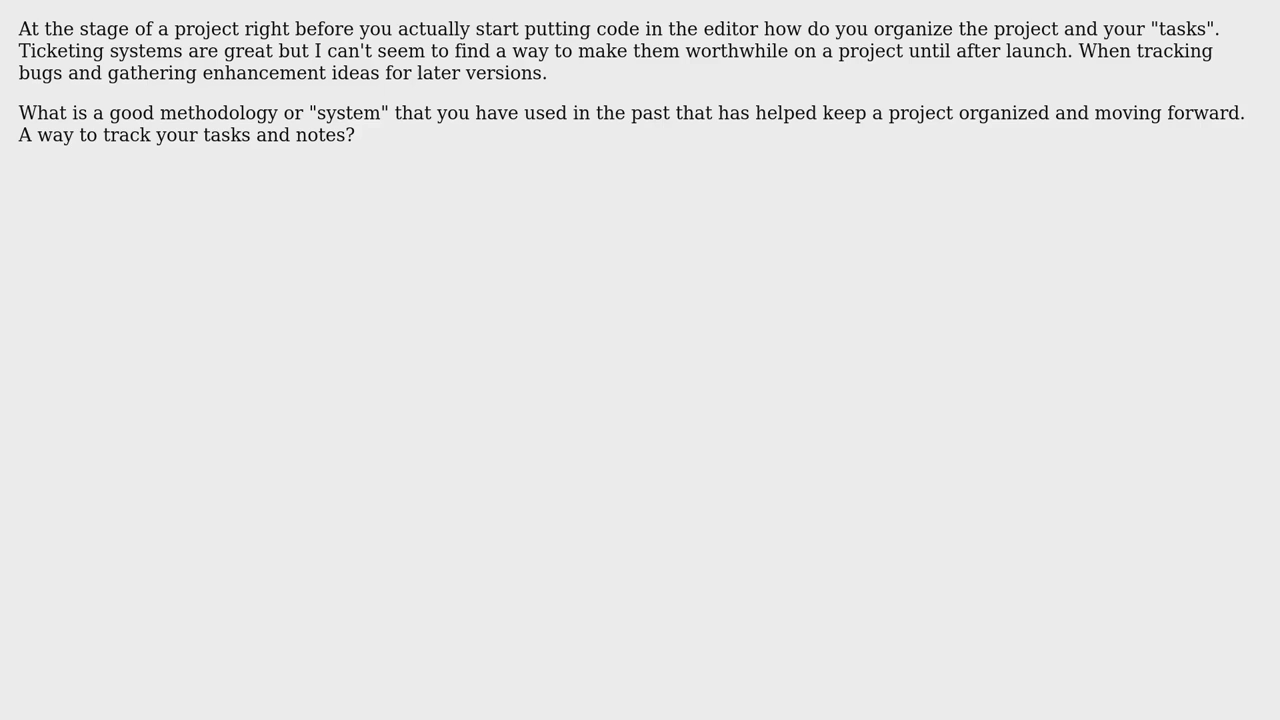 At the stage of a project right before you actually start putting code in the editor how do you organize the project and your "tasks".
Ticketing systems are great but I can't seem to find a way to make them worthwhile on a project until after launch. When tracking
bugs and gathering enhancement ideas for later versions.
What is a good methodology or "system" that you have used in the past that has helped keep a project organized and moving forward.
A way to track your tasks and notes?